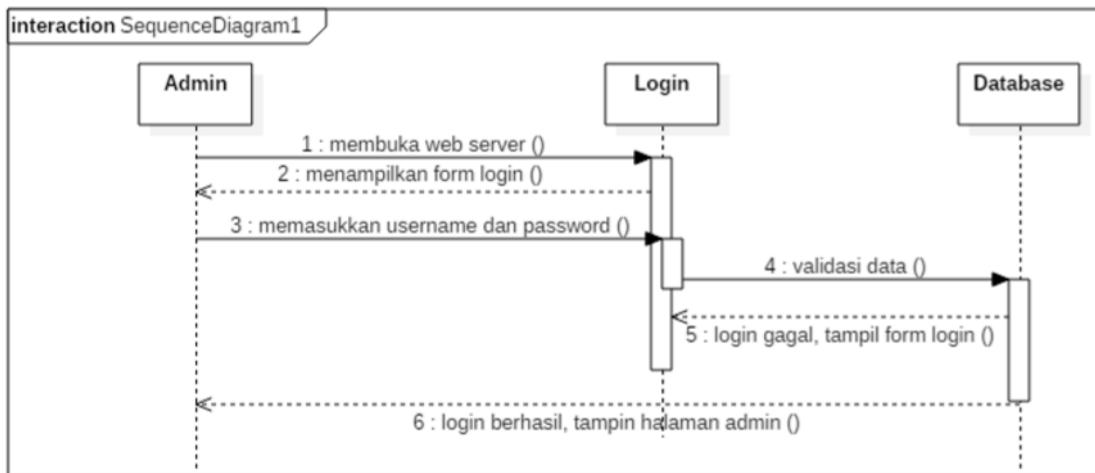 interaction SequenceDiagram1
Admin
Login
Database
1 : membuka web server ()
2 : menampilkan form login ()
3 : memasukkan username dan password ()
4 : validasi data ()
5 : login gagal, tampil form login ()
6 : login berhasil, tampin halaman admin ()